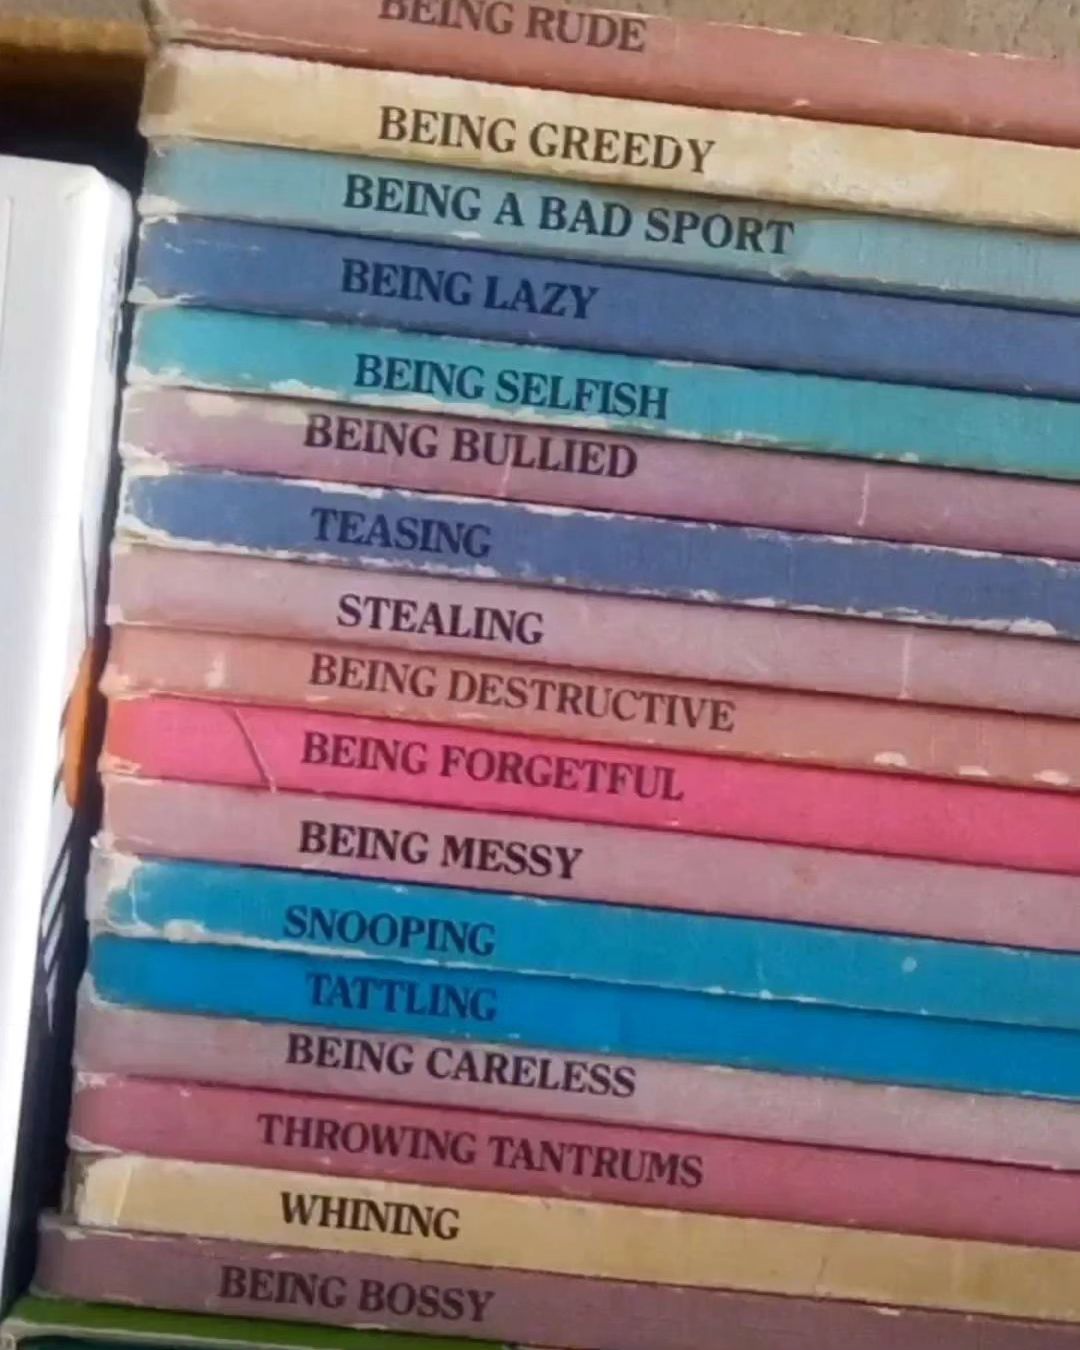 BEING RUDE
BEING GREEDY
BEING A BAD SPORT
BEING LAZY
BEING SELFISH
BEING BULLIED
TEASING
STEALING
BEING DESTRUCTIVE
BEING FORGETFUL
BEING MESSY
SNOOPING
TATTLING
BEING CARELESS
THROWING TANTRUMS
WHINING
BEING BOSSY